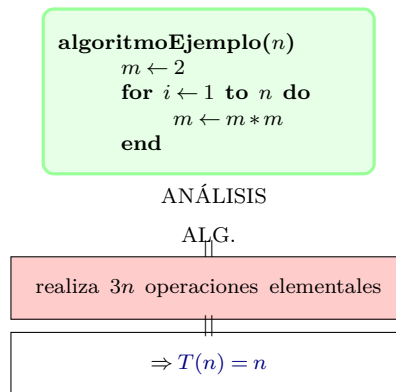 algoritmoEjemplo(n)
m ← 2
for i ← 1 to n do
m ← m * m
end
ANÁLISIS
ALG.
realiza 3n operaciones elementales
⇒ T(n) = n